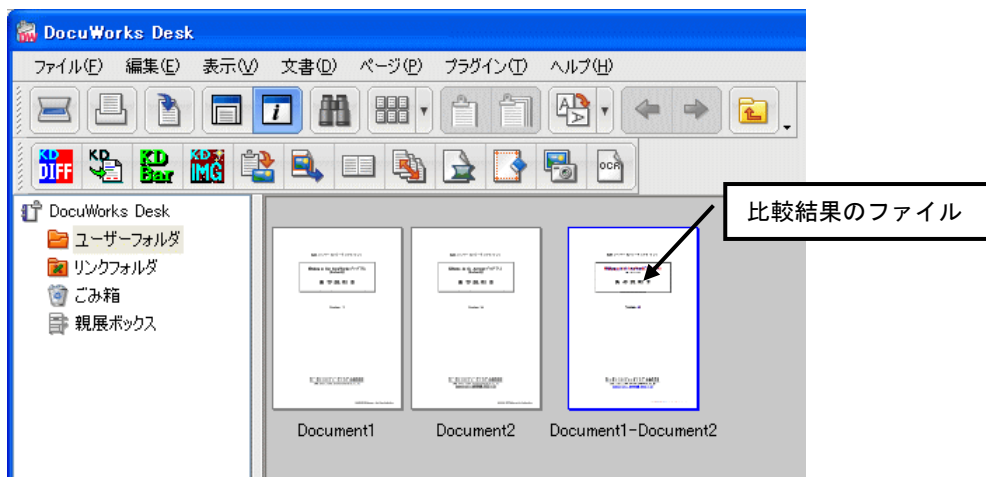 DocuWorks Desk
ファイル(F) 編集(E) 表示(V) 文書(D) ページ(P) プラグイン(T) ヘルプ(H)
KD DIFF KD KD Bar KD IMG OCR
DocuWorks Desk
ユーザーフォルダ
リンクフォルダ
ごみ箱
親展ボックス
比較結果のファイル
Document1 Document2 Document1-Document2